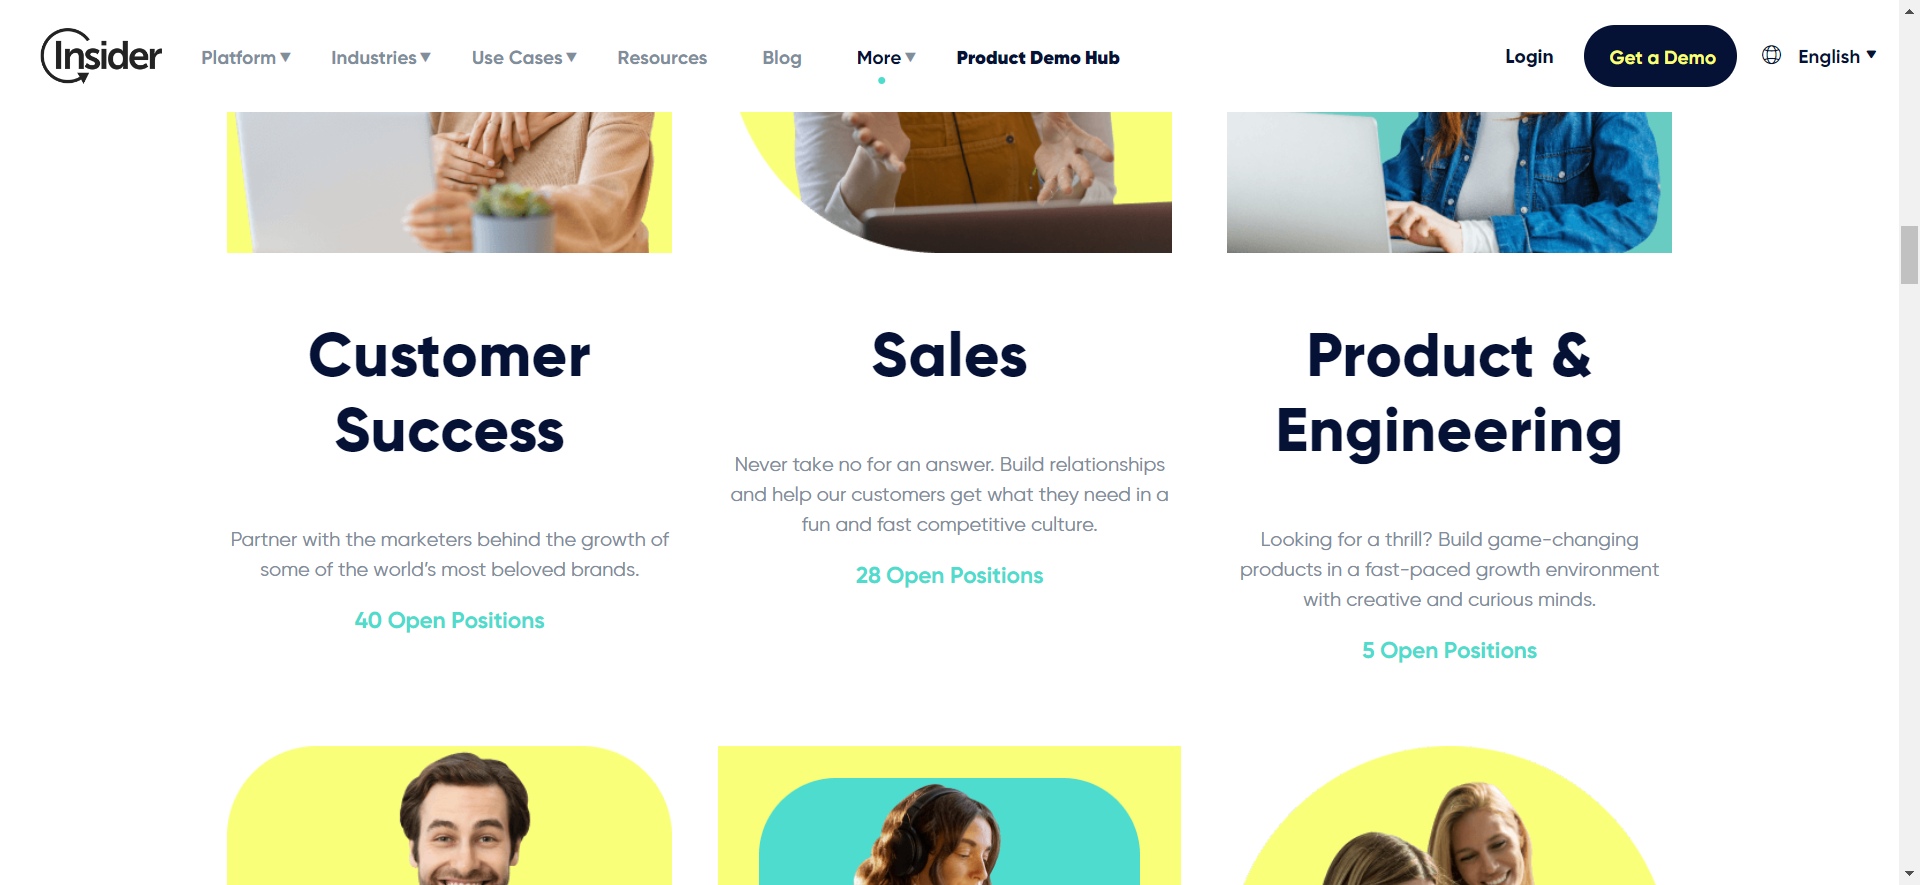 Insider
Platform
Industries
Use Cases
Resources
Blog
More
Product Demo Hub
Login
Get a Demo
English
Customer
Success
Partner with the marketers behind the growth of
some of the world’s most beloved brands.
40 Open Positions
Sales
Never take no for an answer. Build relationships
and help our customers get what they need in a
fun and fast competitive culture.
28 Open Positions
Product &
Engineering
Looking for a thrill? Build game-changing
products in a fast-paced growth environment
with creative and curious minds.
5 Open Positions